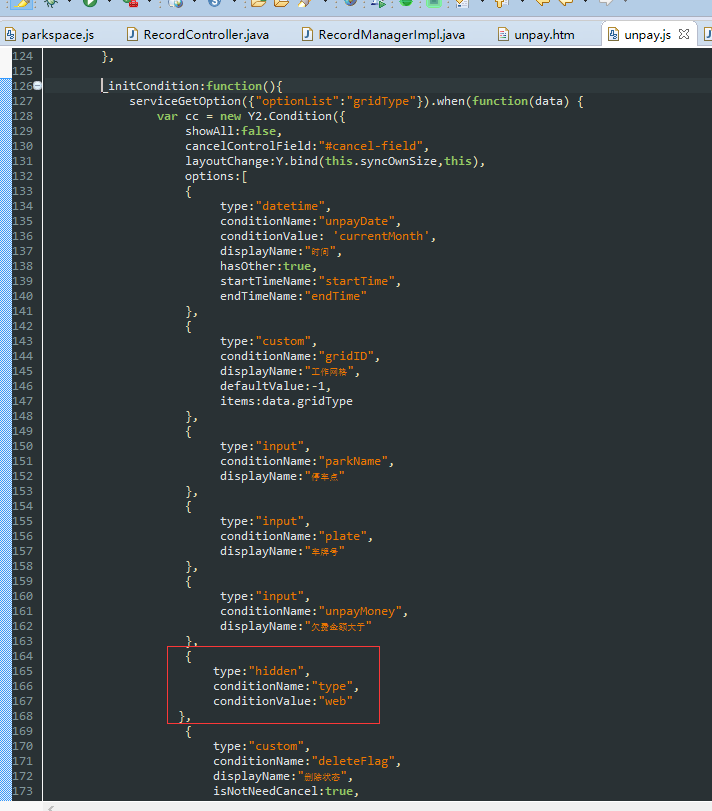 parkspace.js RecordController.java RecordManagerImpl.java unpay.htm unpay.js
124 },
125
126 _initCondition:function(){
127 serviceGetOption({"optionList":"gridType"}).when(function(data) {
128 var cc = new Y2.Condition({
129 showAll:false,
130 cancelControlField:"#cancel-field",
131 layoutChange:Y.bind(this.syncOwnSize,this),
132 options:[
133 {
134 type:"datetime",
135 conditionName:"unpayDate",
136 conditionValue: 'currentMonth',
137 displayName:"时间",
138 hasOther:true,
139 startTimeName:"startTime",
140 endTimeName:"endTime"
141 },
142 {
143 type:"custom",
144 conditionName:"gridID",
145 displayName:"工作网格",
146 defaultValue:-1,
147 items:data.gridType
148 },
149 {
150 type:"input",
151 conditionName:"parkName",
152 displayName:"停车点"
153 },
154 {
155 type:"input",
156 conditionName:"plate",
157 displayName:"车牌号"
158 },
159 {
160 type:"input",
161 conditionName:"unpayMoney",
162 displayName:"欠费金额大于"
163 },
164 {
165 type:"hidden",
166 conditionName:"type",
167 conditionValue:"web"
168 },
169 {
170 type:"custom",
171 conditionName:"deleteFlag",
172 displayName:"删除状态",
173 isNotNeedCancel:true,